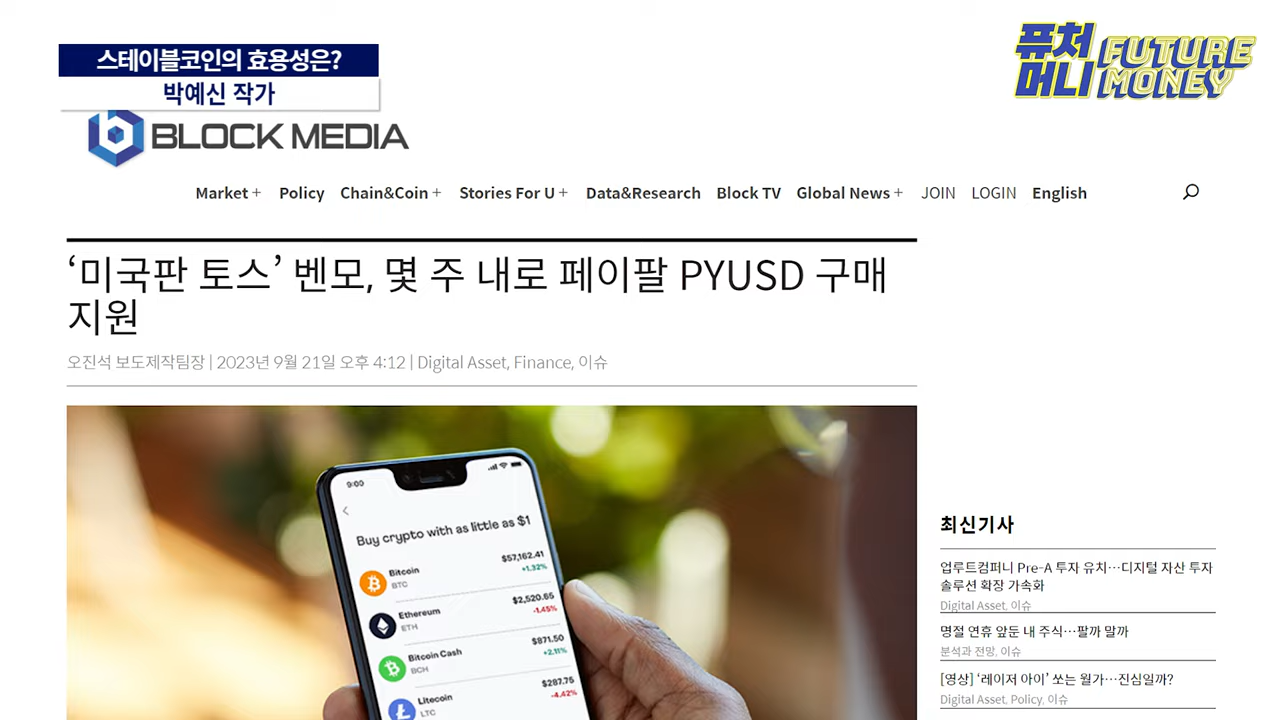 스테이블코인의 효용성은?
박예신 작가
퓨처
머니
FUTURE
MONEY
BLOCK MEDIA
Market + Policy Chain&Coin + Stories For U + Data&Research Block TV Global News + JOIN LOGIN English
‘미국판 토스’ 벤모, 몇 주 내로 페이팔 PYUSD 구매
지원
오진석 보도제작팀장 | 2023년 9월 21일 오후 4:12 | Digital Asset, Finance, 이슈
9:00
Buy crypto with as little as $1
Bitcoin $57,162.41
BTC +1.32%
Ethereum $2,520.65
ETH -1.45%
Bitcoin Cash $871.50
BCH +2.11%
Litecoin $287.75
LTC -4.42%
최신기사
업루트컴퍼니 Pre-A 투자 유치…디지털 자산 투자
솔루션 확장 가속화
Digital Asset, 이슈
명절 연휴 앞둔 내 주식…팔까 말까
분석과 전망, 이슈
[영상] ‘레이저 아이’ 쏘는 월가…진심일까?
Digital Asset, Policy, 이슈